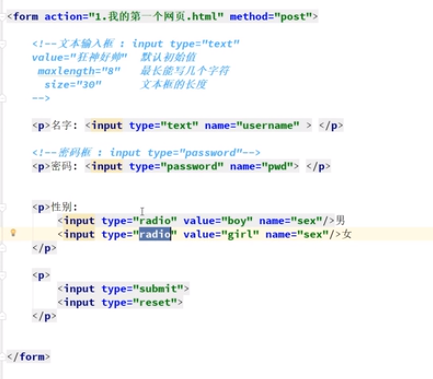 <form action="1.我的第一个网页.html" method="post">
<!--文本输入框 : input type="text"
value="狂神好帅" 默认初始值
maxlength="8" 最长能写几个字符
size="30" 文本框的长度
-->
<p>名字: <input type="text" name="username" > </p>
<!--密码框 : input type="password"-->
<p>密码: <input type="password" name="pwd"> </p>
<p>性别:
<input type="radio" value="boy" name="sex"/>男
<input type="radio" value="girl" name="sex"/>女
</p>
<p>
<input type="submit">
<input type="reset">
</p>
</form>